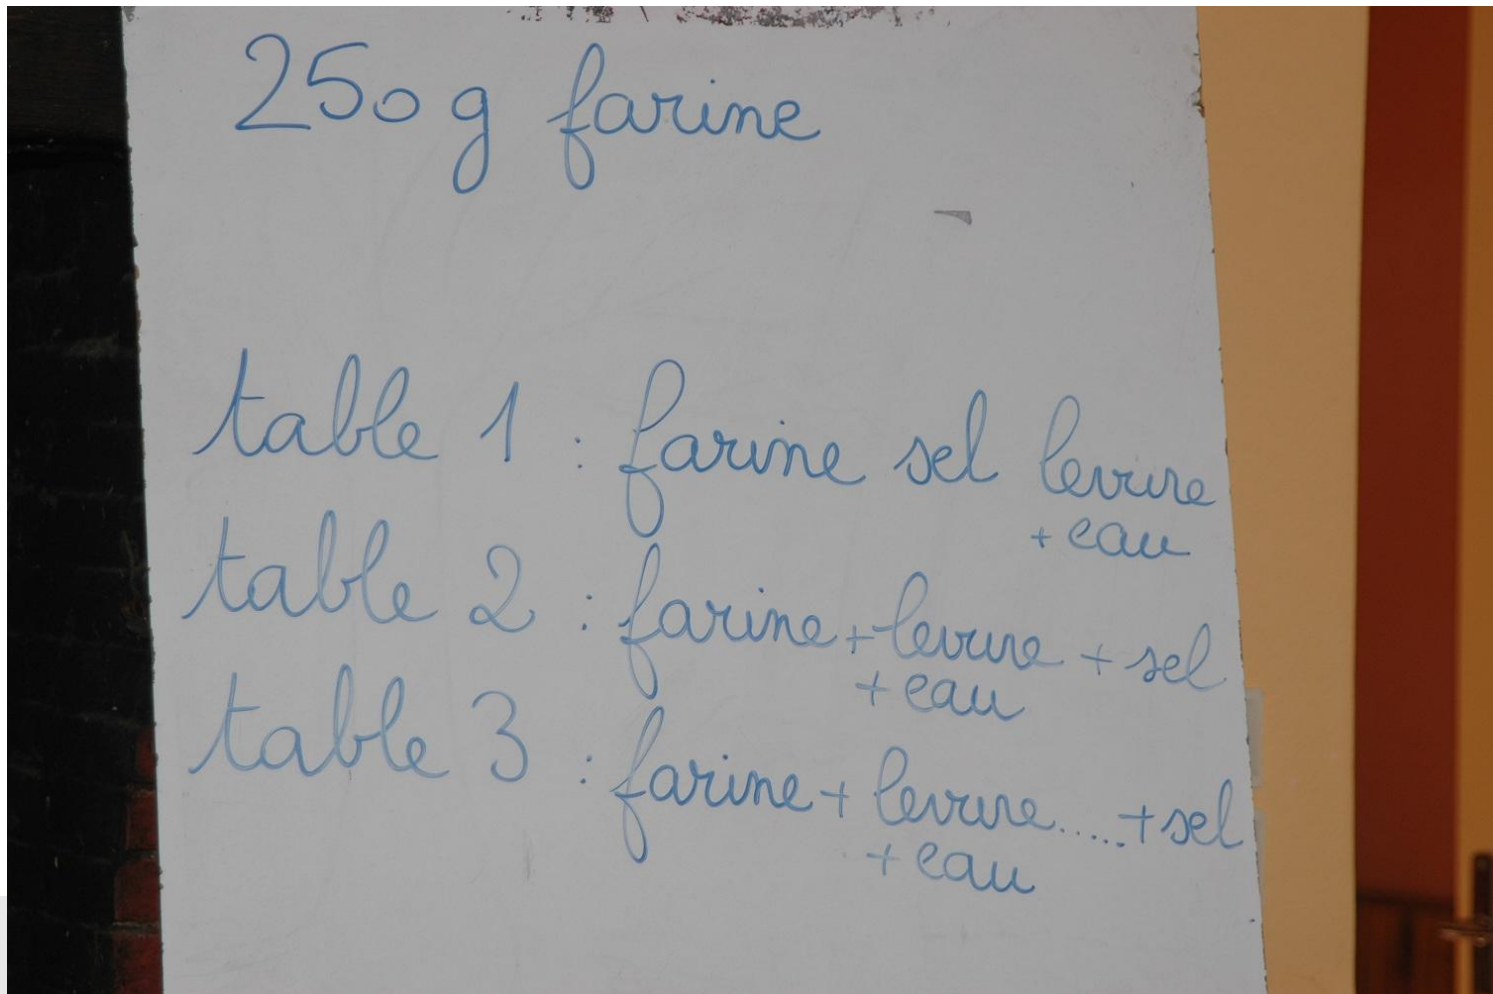 250 g farine
table 1 : farine sel levure
+ eau
table 2 : farine + levure + sel
+ eau
table 3 : farine + levure..... + sel
+ eau